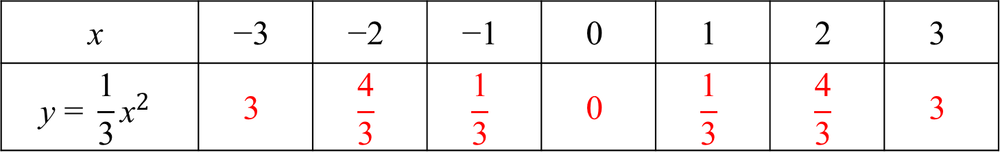 x −3 −2 −1 0 1 2 3
y = 1/3 x² 3 4/3 1/3 0 1/3 4/3 3